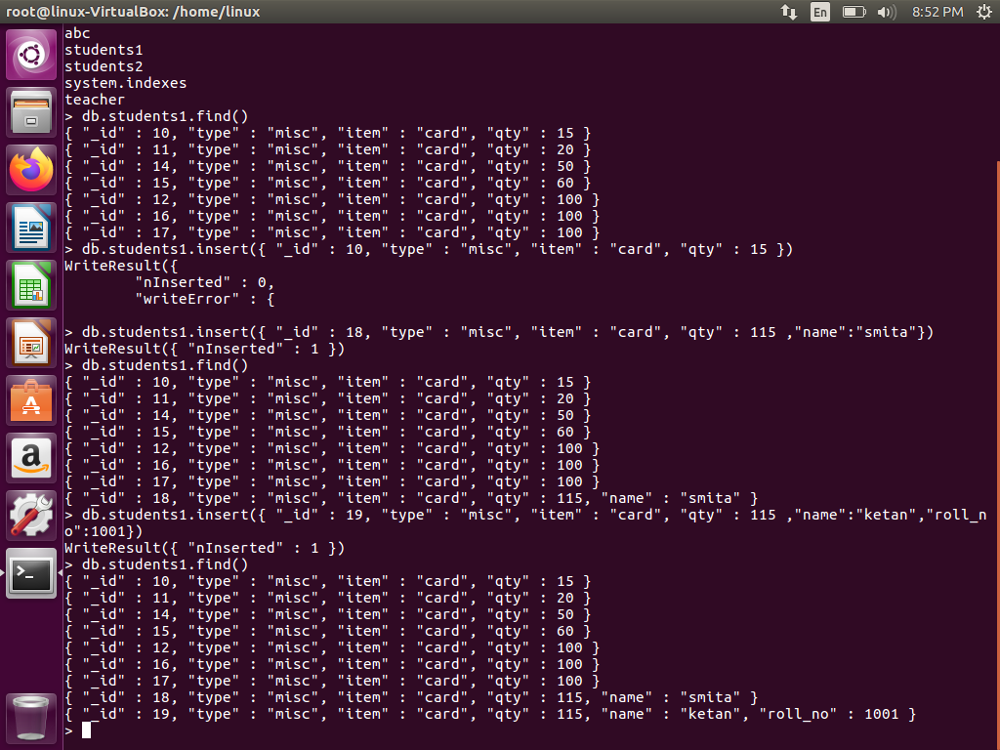 root@linux-VirtualBox: /home/linux
En
8:52 PM
abc
students1
students2
system.indexes
teacher
> db.students1.find()
{ "_id" : 10, "type" : "misc", "item" : "card", "qty" : 15 }
{ "_id" : 11, "type" : "misc", "item" : "card", "qty" : 20 }
{ "_id" : 14, "type" : "misc", "item" : "card", "qty" : 50 }
{ "_id" : 15, "type" : "misc", "item" : "card", "qty" : 60 }
{ "_id" : 12, "type" : "misc", "item" : "card", "qty" : 100 }
{ "_id" : 16, "type" : "misc", "item" : "card", "qty" : 100 }
{ "_id" : 17, "type" : "misc", "item" : "card", "qty" : 100 }
> db.students1.insert({ "_id" : 10, "type" : "misc", "item" : "card", "qty" : 15 })
WriteResult({
"nInserted" : 0,
"writeError" : {
> db.students1.insert({ "_id" : 18, "type" : "misc", "item" : "card", "qty" : 115 ,"name":"smita"})
WriteResult({ "nInserted" : 1 })
> db.students1.find()
{ "_id" : 10, "type" : "misc", "item" : "card", "qty" : 15 }
{ "_id" : 11, "type" : "misc", "item" : "card", "qty" : 20 }
{ "_id" : 14, "type" : "misc", "item" : "card", "qty" : 50 }
{ "_id" : 15, "type" : "misc", "item" : "card", "qty" : 60 }
{ "_id" : 12, "type" : "misc", "item" : "card", "qty" : 100 }
{ "_id" : 16, "type" : "misc", "item" : "card", "qty" : 100 }
{ "_id" : 17, "type" : "misc", "item" : "card", "qty" : 100 }
{ "_id" : 18, "type" : "misc", "item" : "card", "qty" : 115, "name" : "smita" }
> db.students1.insert({ "_id" : 19, "type" : "misc", "item" : "card", "qty" : 115 ,"name":"ketan","roll_n
o":1001})
WriteResult({ "nInserted" : 1 })
> db.students1.find()
{ "_id" : 10, "type" : "misc", "item" : "card", "qty" : 15 }
{ "_id" : 11, "type" : "misc", "item" : "card", "qty" : 20 }
{ "_id" : 14, "type" : "misc", "item" : "card", "qty" : 50 }
{ "_id" : 15, "type" : "misc", "item" : "card", "qty" : 60 }
{ "_id" : 12, "type" : "misc", "item" : "card", "qty" : 100 }
{ "_id" : 16, "type" : "misc", "item" : "card", "qty" : 100 }
{ "_id" : 17, "type" : "misc", "item" : "card", "qty" : 100 }
{ "_id" : 18, "type" : "misc", "item" : "card", "qty" : 115, "name" : "smita" }
{ "_id" : 19, "type" : "misc", "item" : "card", "qty" : 115, "name" : "ketan", "roll_no" : 1001 }
>